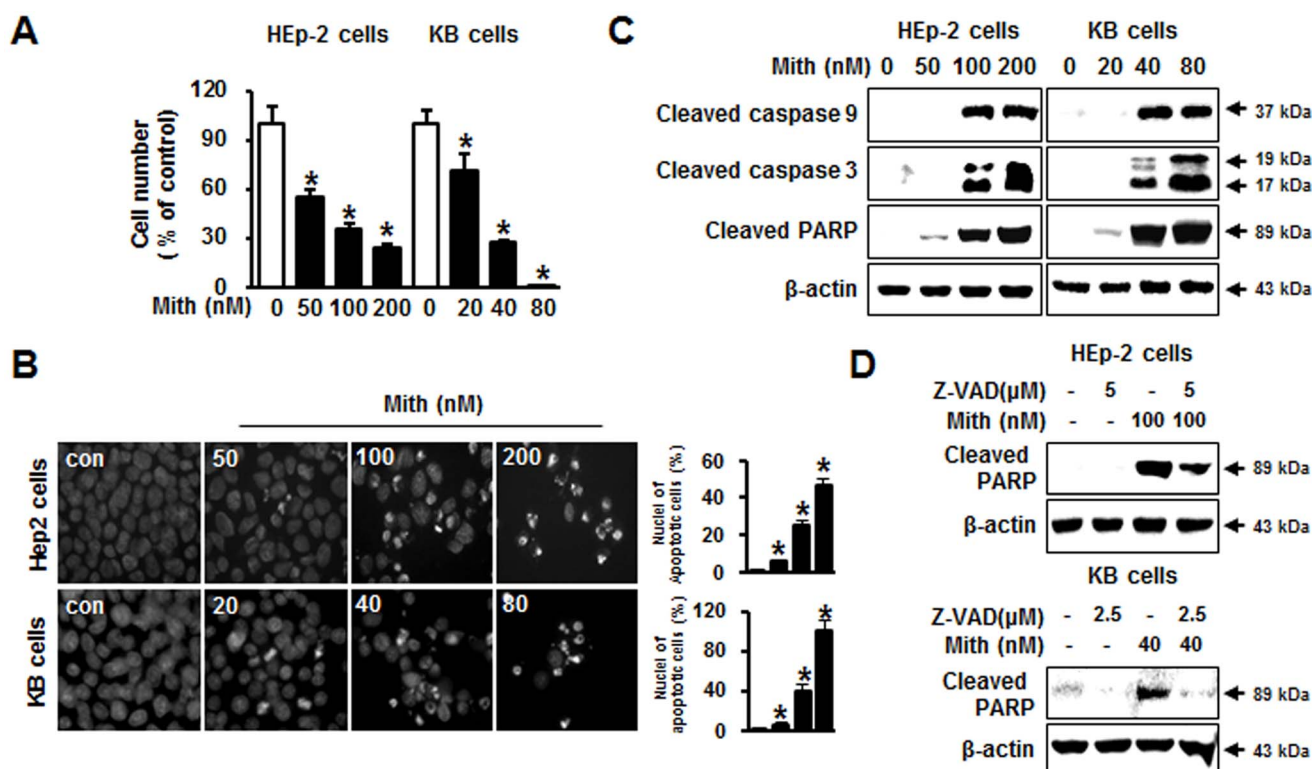 A
HEp-2 cells KB cells
Cell number
( % of control)
120
90
60
30
0
* * * * * *
Mith (nM) 0 50 100 200 0 20 40 80
B
Mith (nM)
Hep2 cells
con 50 100 200
Nuclei of
Apoptotic cells (%)
60
40
20
0
* * *
KB cells
con 20 40 80
Nuclei of
apoptotic cells (%)
120
80
40
0
* * *
C
HEp-2 cells KB cells
Mith (nM) 0 50 100 200 0 20 40 80
Cleaved caspase 9 37 kDa
Cleaved caspase 3 19 kDa
17 kDa
Cleaved PARP 89 kDa
β-actin 43 kDa
D
HEp-2 cells
Z-VAD(µM) - 5 - 5
Mith (nM) - - 100 100
Cleaved
PARP 89 kDa
β-actin 43 kDa
KB cells
Z-VAD(µM) - 2.5 - 2.5
Mith (nM) - - 40 40
Cleaved
PARP 89 kDa
β-actin 43 kDa